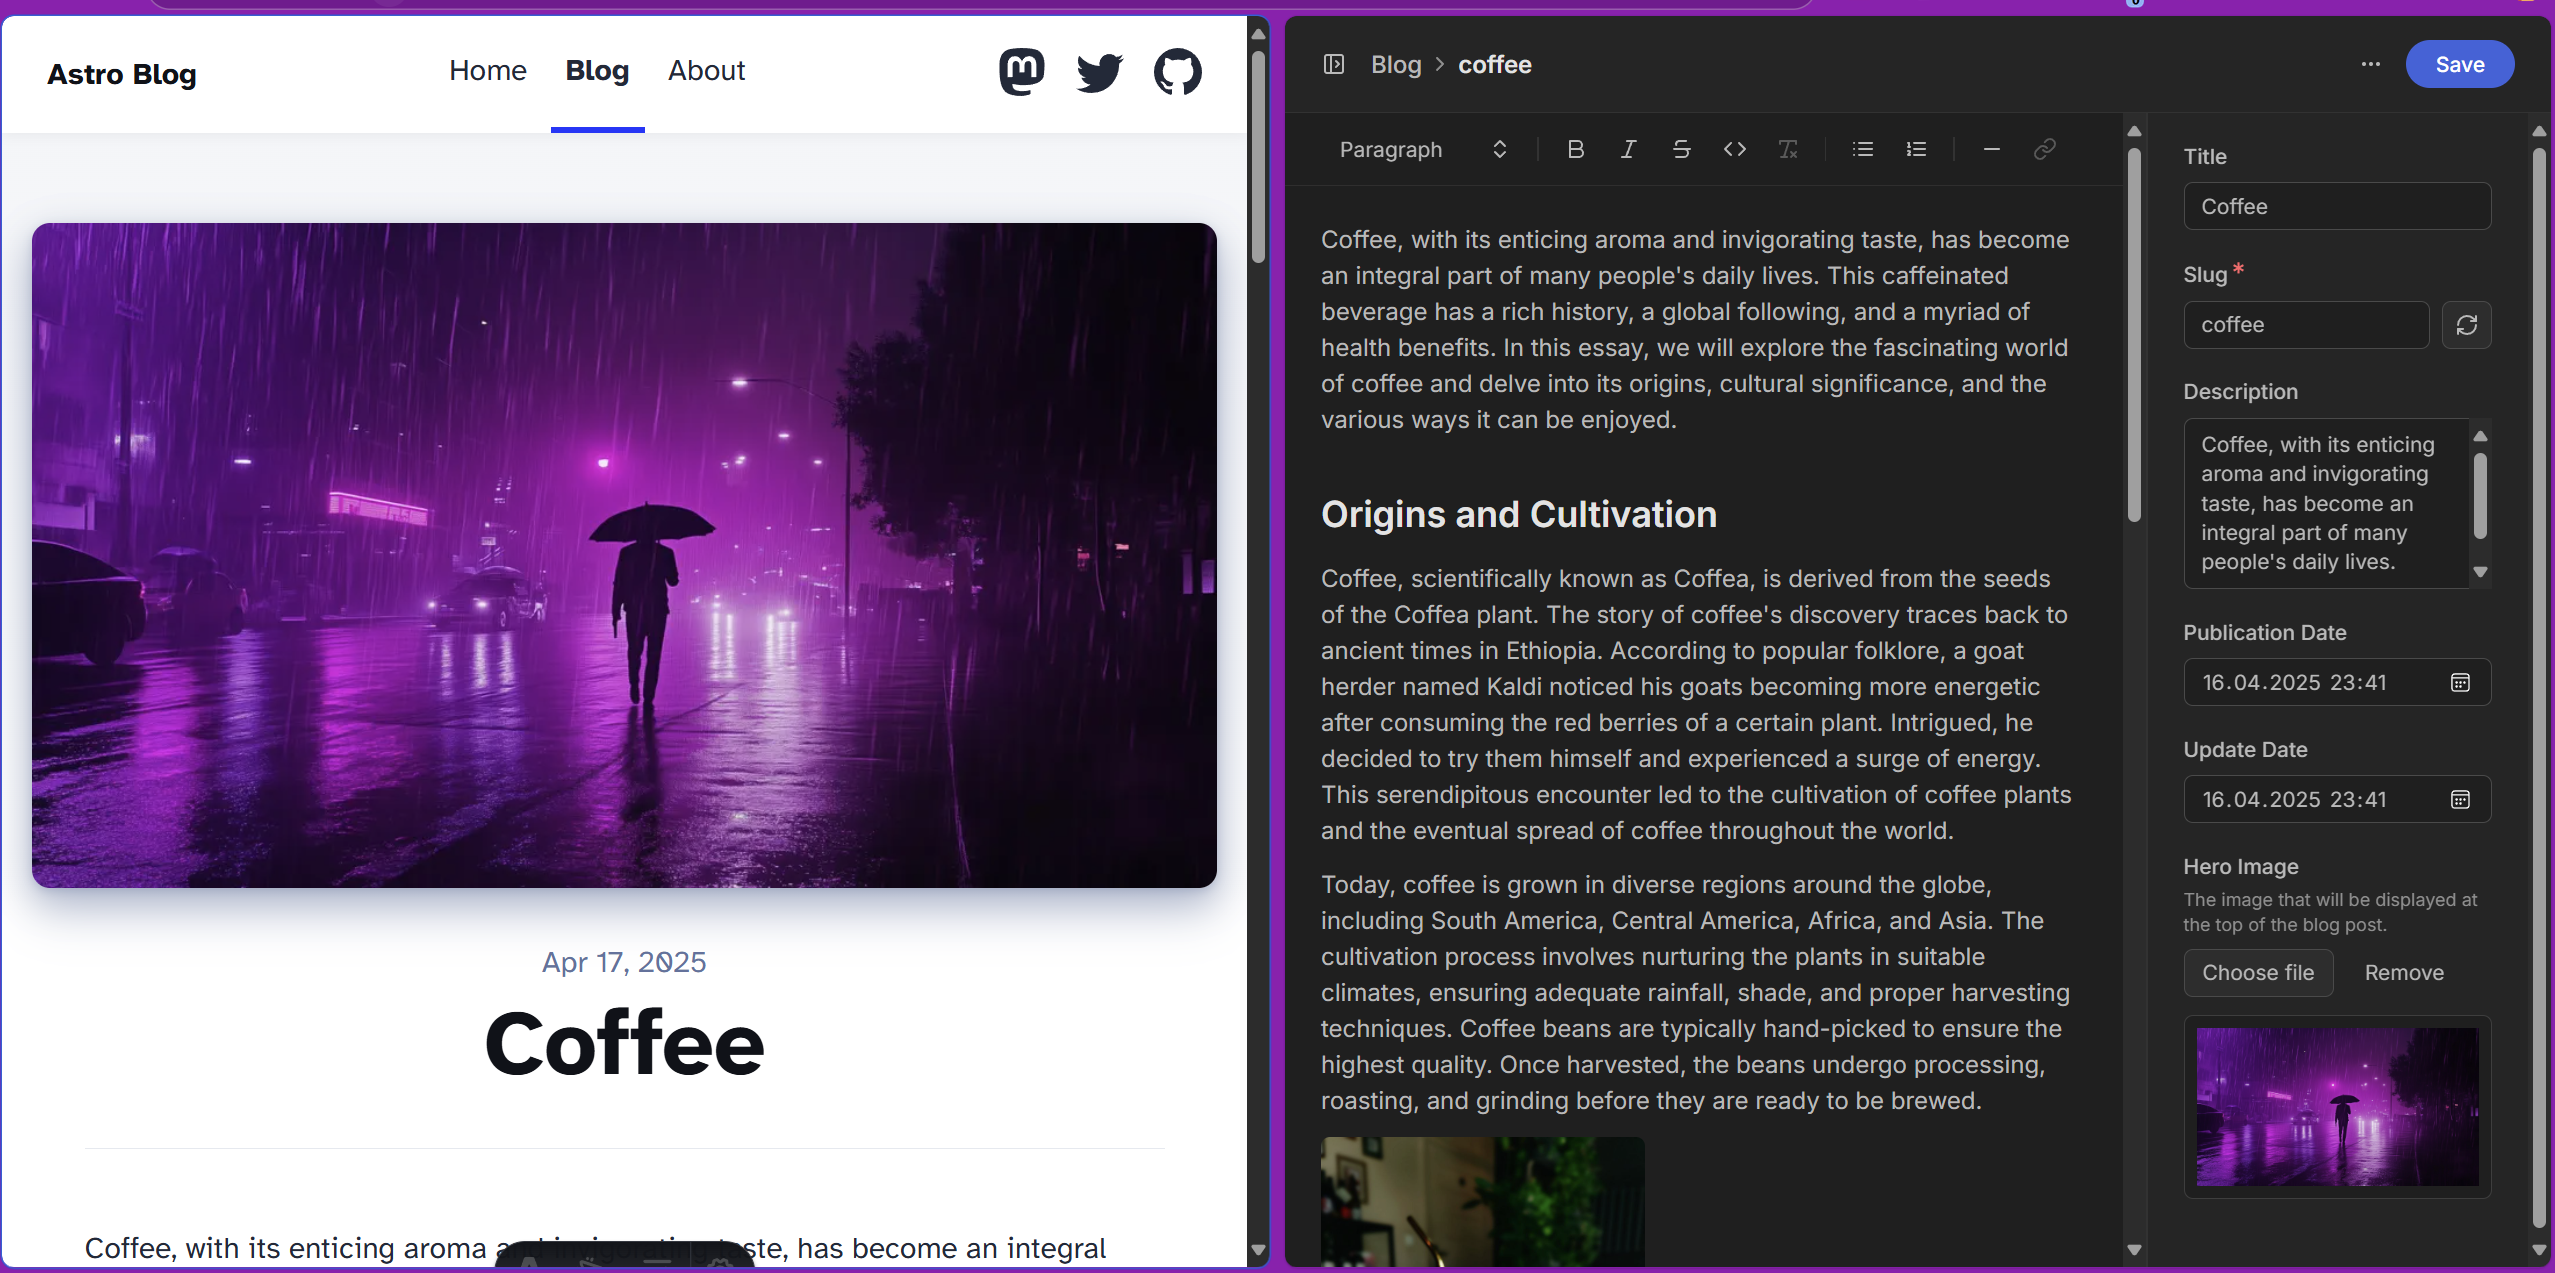 Astro Blog
Home Blog About
Apr 17, 2025
Coffee
Coffee, with its enticing aroma and invigorating taste, has become an integral
Blog > coffee
Save
Paragraph
Coffee, with its enticing aroma and invigorating taste, has become
an integral part of many people's daily lives. This caffeinated
beverage has a rich history, a global following, and a myriad of
health benefits. In this essay, we will explore the fascinating world
of coffee and delve into its origins, cultural significance, and the
various ways it can be enjoyed.
Origins and Cultivation
Coffee, scientifically known as Coffea, is derived from the seeds
of the Coffea plant. The story of coffee's discovery traces back to
ancient times in Ethiopia. According to popular folklore, a goat
herder named Kaldi noticed his goats becoming more energetic
after consuming the red berries of a certain plant. Intrigued, he
decided to try them himself and experienced a surge of energy.
This serendipitous encounter led to the cultivation of coffee plants
and the eventual spread of coffee throughout the world.
Today, coffee is grown in diverse regions around the globe,
including South America, Central America, Africa, and Asia. The
cultivation process involves nurturing the plants in suitable
climates, ensuring adequate rainfall, shade, and proper harvesting
techniques. Coffee beans are typically hand-picked to ensure the
highest quality. Once harvested, the beans undergo processing,
roasting, and grinding before they are ready to be brewed.
Title
Coffee
Slug *
coffee
Description
Coffee, with its enticing
aroma and invigorating
taste, has become an
integral part of many
people's daily lives.
Publication Date
16.04.2025 23:41
Update Date
16.04.2025 23:41
Hero Image
The image that will be displayed at
the top of the blog post.
Choose file Remove